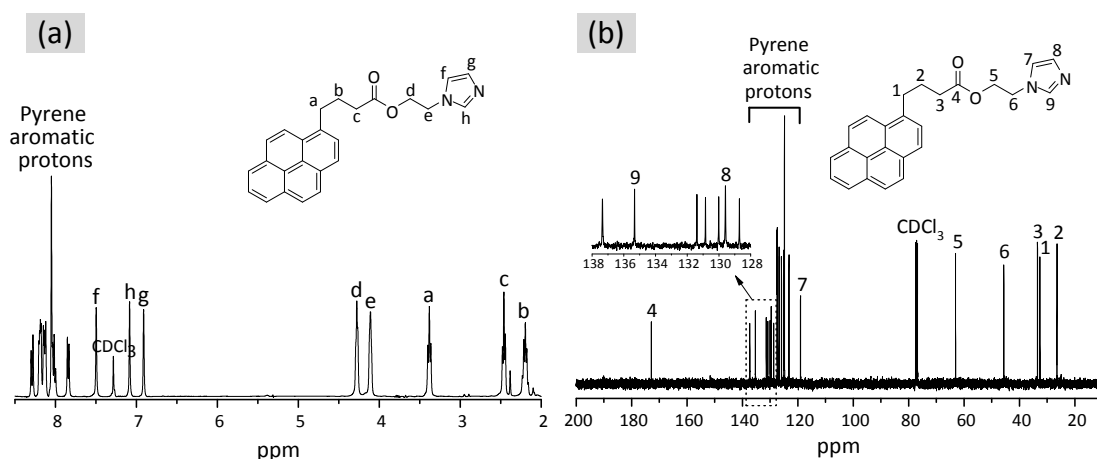 (a)
Pyrene
aromatic
protons
a
b
c
O
O
d
e
N
f
g
N
h
f
CDCl3
h
g
d
e
a
c
b
8
7
6
5
4
3
2
ppm
(b)
Pyrene
aromatic
protons
1
2
3
O
4
O
5
6
7
8
N
N
9
9
8
138
136
134
132
130
128
4
7
CDCl3
5
6
3
1
2
200
180
160
140
120
100
80
60
40
20
ppm